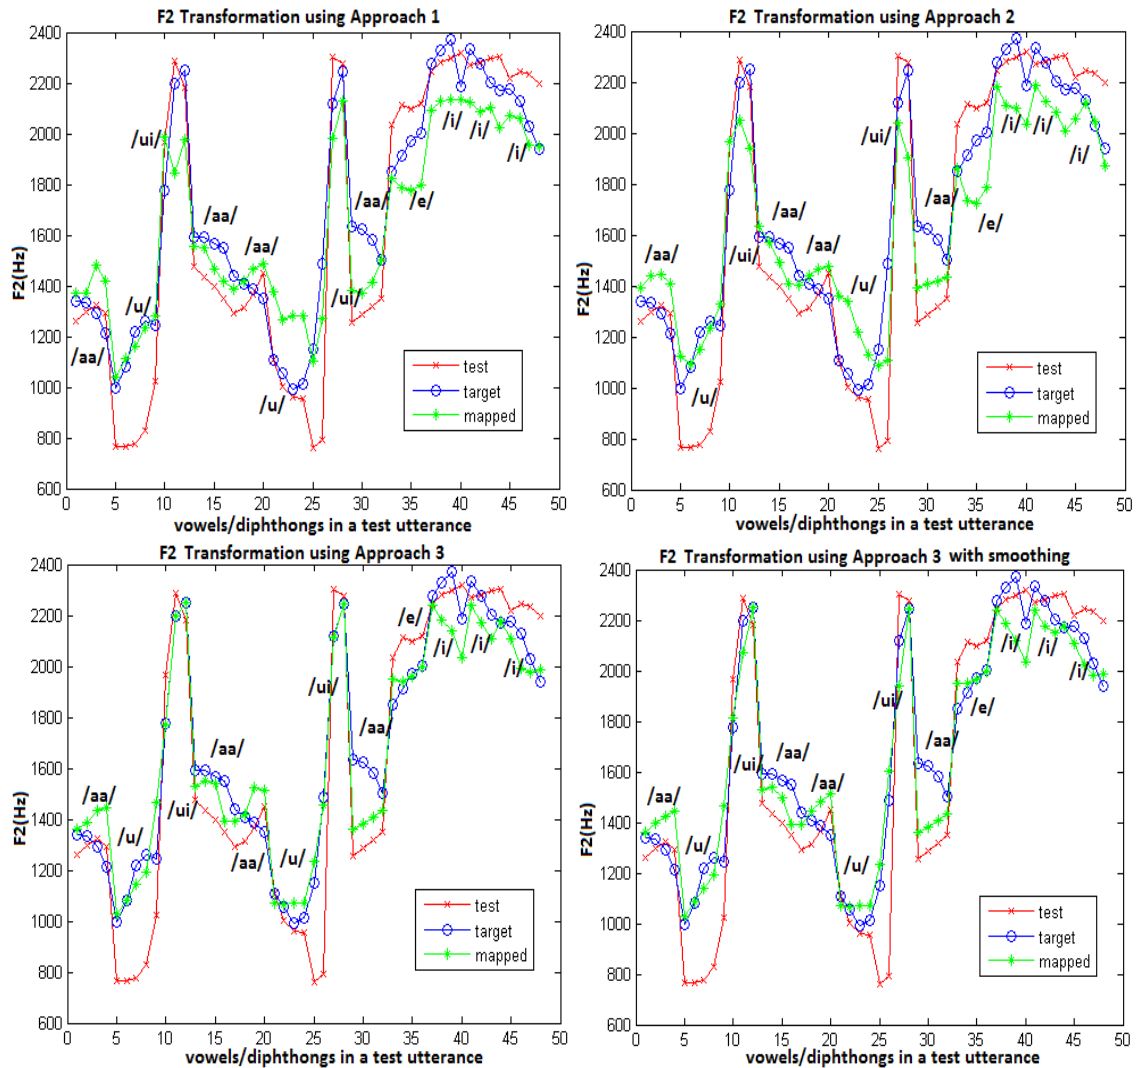 F2 Transformation using Approach 1
2400
2200
2000
1800
1600
1400
1200
1000
800
600
F2(Hz)
/aa/
/u/
/ui/
/aa/
/aa/
/u/
/ui/
/aa/
/e/
/i/
/i/
/i/
test
target
mapped
0 5 10 15 20 25 30 35 40 45 50
vowels/diphthongs in a test utterance
F2 Transformation using Approach 2
2400
2200
2000
1800
1600
1400
1200
1000
800
600
F2(Hz)
/aa/
/u/
/ui/
/aa/
/aa/
/u/
/ui/
/aa/
/e/
/i/
/i/
/i/
test
target
mapped
0 5 10 15 20 25 30 35 40 45 50
vowels/diphthongs in a test utterance
F2 Transformation using Approach 3
2400
2200
2000
1800
1600
1400
1200
1000
800
600
F2(Hz)
/aa/
/u/
/ui/
/aa/
/aa/
/u/
/ui/
/aa/
/e/
/i/
/i/
/i/
test
target
mapped
0 5 10 15 20 25 30 35 40 45 50
vowels/diphthongs in a test utterance
F2 Transformation using Approach 3 with smoothing
2400
2200
2000
1800
1600
1400
1200
1000
800
600
F2(Hz)
/aa/
/u/
/ui/
/aa/
/aa/
/u/
/ui/
/aa/
/e/
/i/
/i/
/i/
test
target
mapped
0 5 10 15 20 25 30 35 40 45 50
vowels/diphthongs in a test utterance